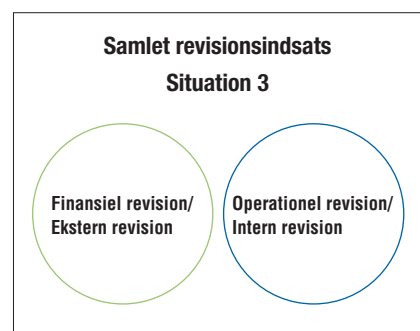 Samlet revisionsindsats
Situation 3
Finansiel revision/
Ekstern revision
Operationel revision/
Intern revision